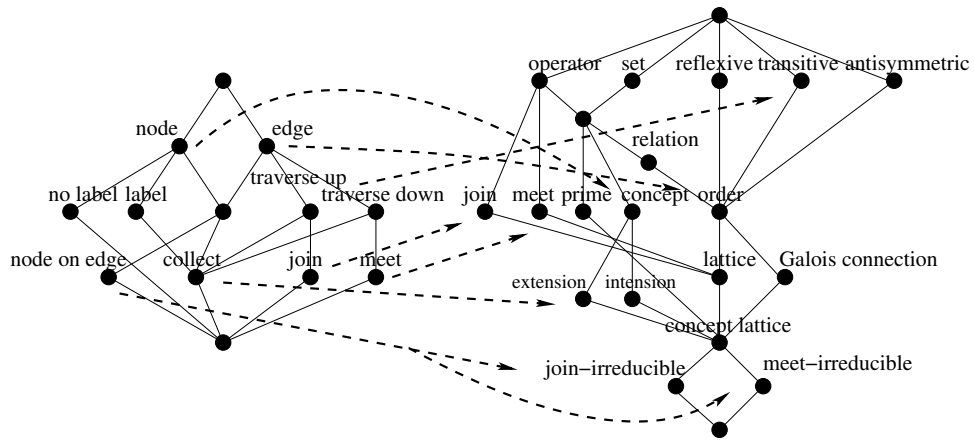 operator set reflexive transitive antisymmetric
node edge
relation
traverse up
no label label traverse down join meet prime concept order
node on edge collect join meet lattice Galois connection
extension intension
concept lattice
join−irreducible meet−irreducible